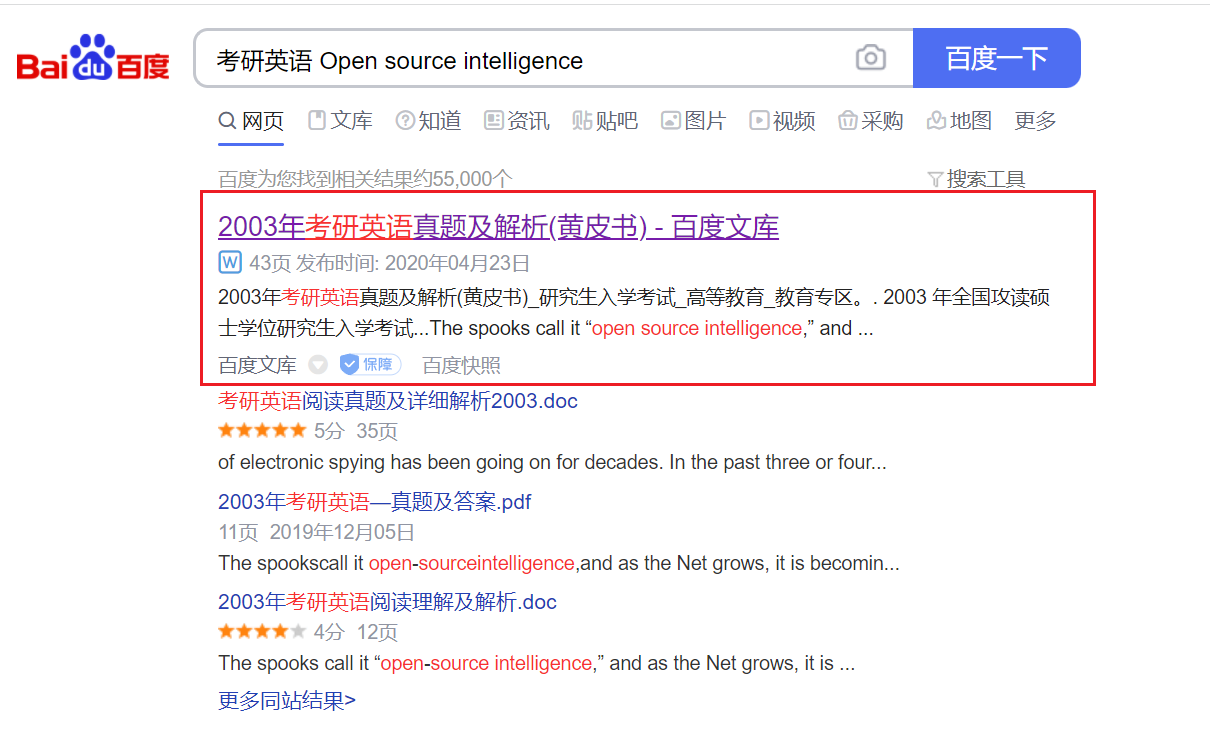 Bai du 百度
考研英语 Open source intelligence
百度一下
网页 文库 知道 资讯 贴 贴吧 图片 视频 采购 地图 更多
百度为您找到相关结果约55,000个 搜索工具
2003年考研英语真题及解析(黄皮书) - 百度文库
W 43页 发布时间: 2020年04月23日
2003年考研英语真题及解析(黄皮书)_研究生入学考试_高等教育_教育专区。. 2003 年全国攻读硕
士学位研究生入学考试...The spooks call it “open source intelligence,” and ...
百度文库 保障 百度快照
考研英语阅读真题及详细解析2003.doc
5分 35页
of electronic spying has been going on for decades. In the past three or four...
2003年考研英语—真题及答案.pdf
11页 2019年12月05日
The spookscall it open-sourceintelligence,and as the Net grows, it is becomin...
2003年考研英语阅读理解及解析.doc
4分 12页
The spooks call it “open-source intelligence,” and as the Net grows, it is ...
更多同站结果>